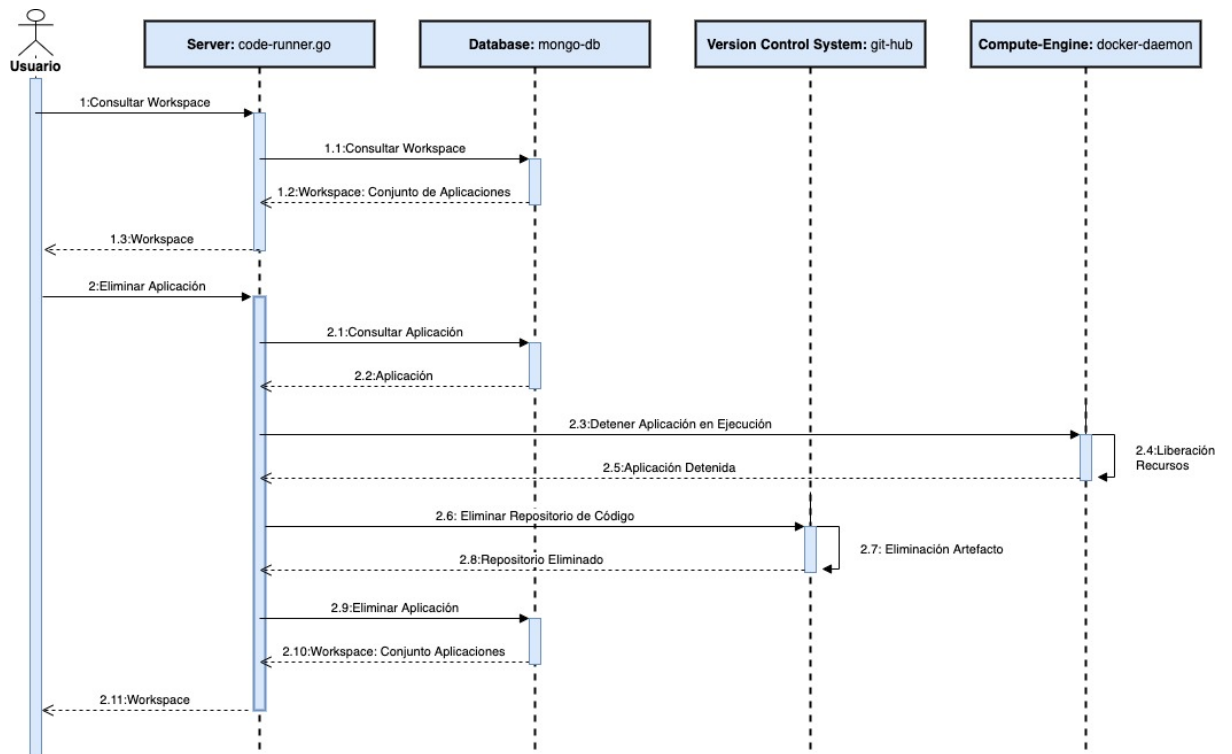 Usuario
Server: code-runner.go
Database: mongo-db
Version Control System: git-hub
Compute-Engine: docker-daemon
1:Consultar Workspace
1.1:Consultar Workspace
1.2:Workspace: Conjunto de Aplicaciones
1.3:Workspace
2:Eliminar Aplicación
2.1:Consultar Aplicación
2.2:Aplicación
2.3:Detener Aplicación en Ejecución
2.4:Liberación
Recursos
2.5:Aplicación Detenida
2.6: Eliminar Repositorio de Código
2.7: Eliminación Artefacto
2.8:Repositorio Eliminado
2.9:Eliminar Aplicación
2.10:Workspace: Conjunto Aplicaciones
2.11:Workspace